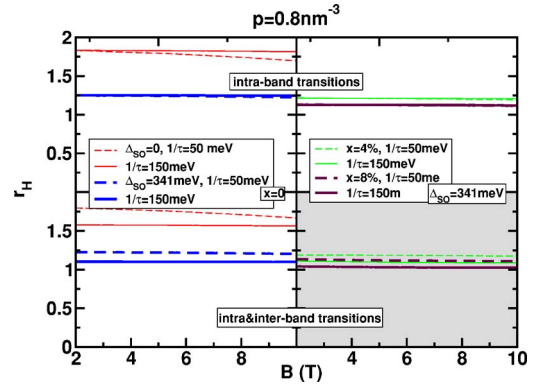 p=0.8nm⁻³
2
1.5
1
0.5
2
1.5
1
0.5
0
r_H
intra-band transitions
Δ_SO=0, 1/τ=50 meV
1/τ=150meV
Δ_SO=341meV, 1/τ=50meV
1/τ=150meV
x=0
x=4%, 1/τ=50meV
1/τ=150meV
x=8%, 1/τ=50me
1/τ=150m
Δ_SO=341meV
intra&inter-band transitions
2 4 6 8 4 6 8 10
B (T) B (T)